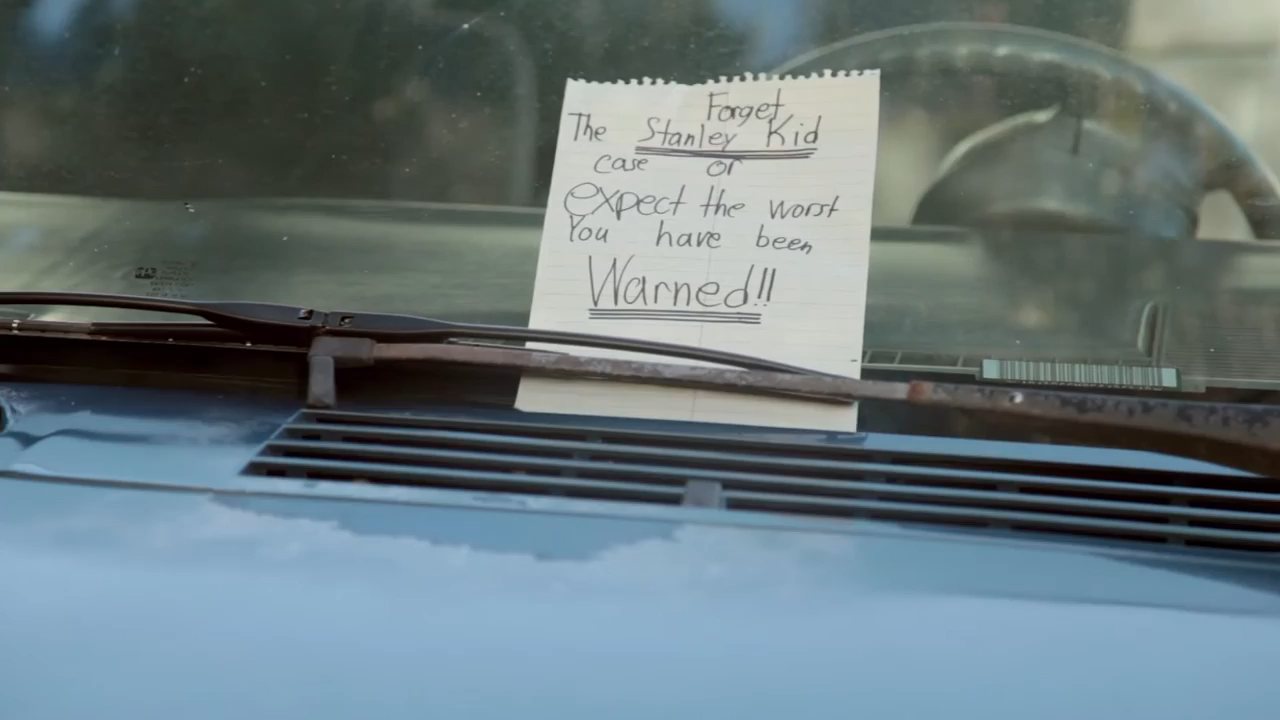 Forget
The Stanley Kid
case or
expect the worst
You have been
Warned!!